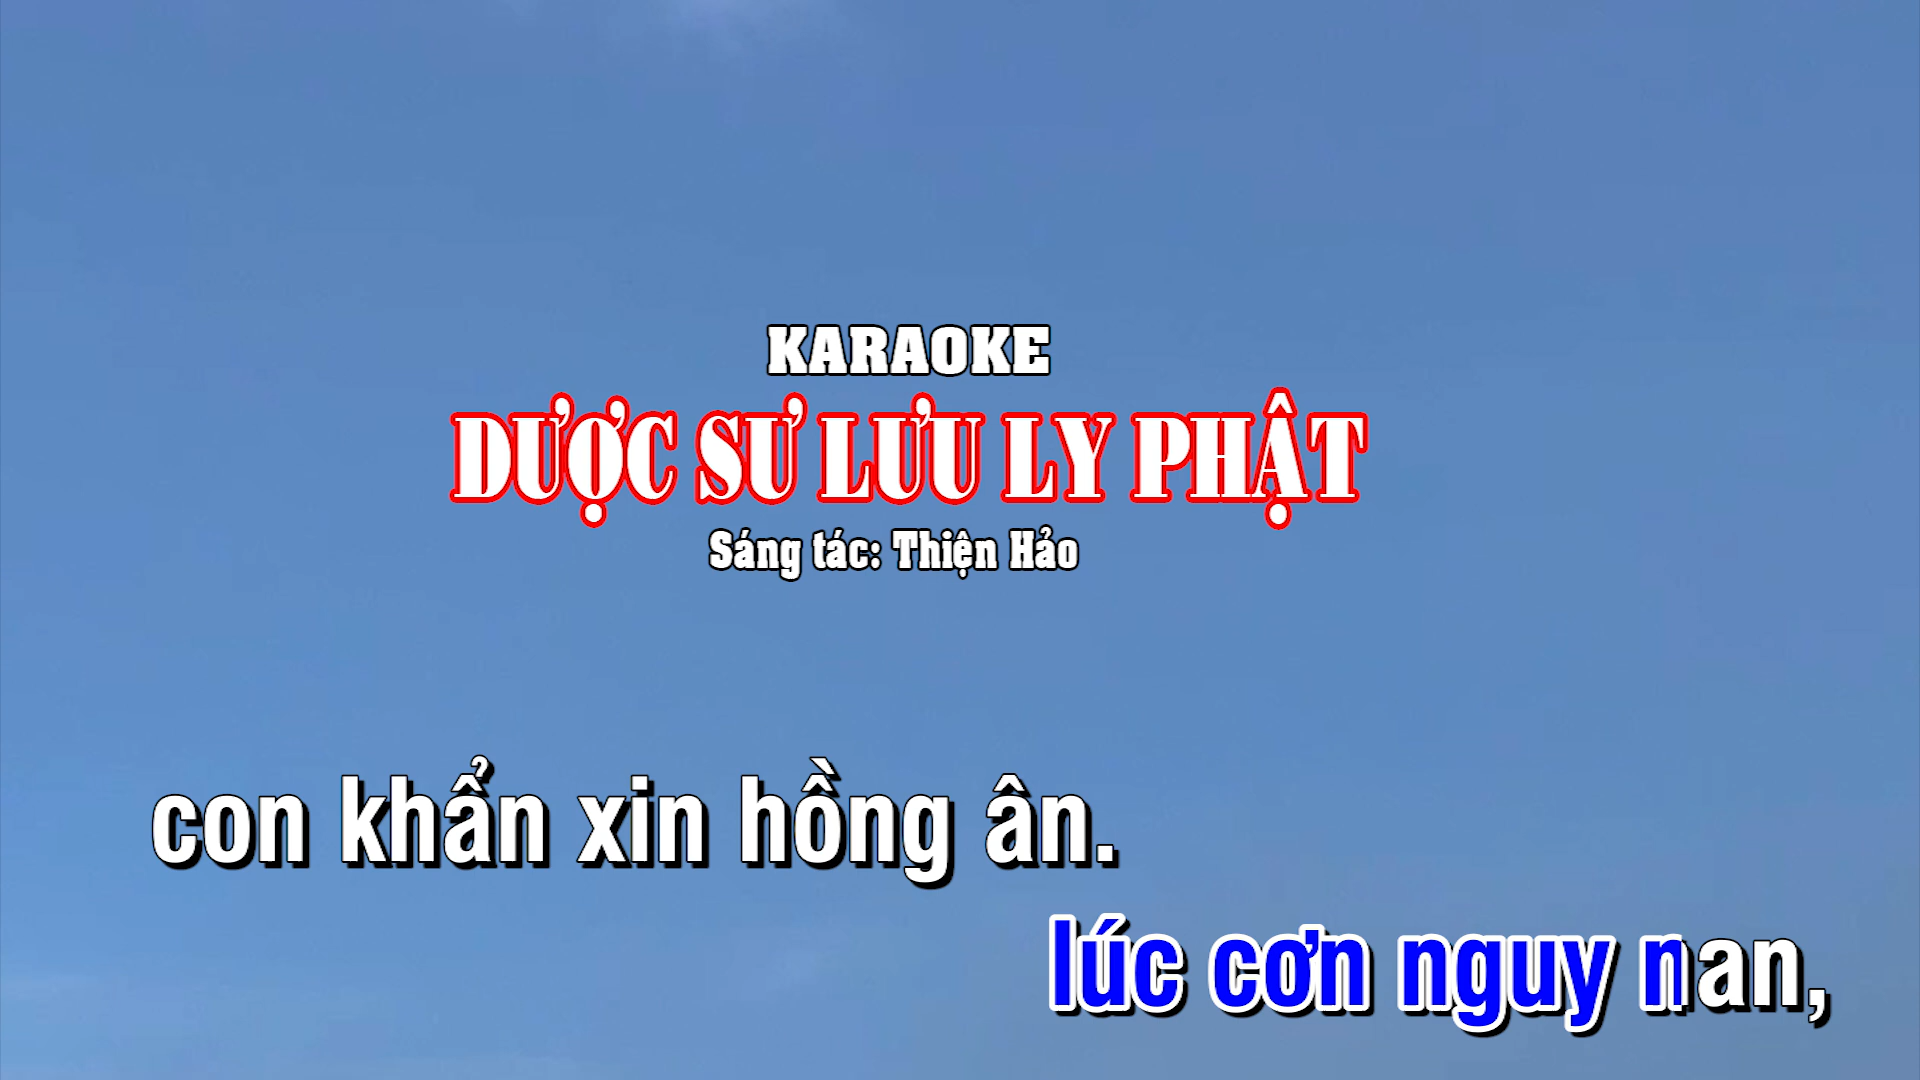 KARAOKE
DƯỢC SƯ LƯU LY PHẬT
Sáng tác: Thiện Hảo
con khẩn xin hồng ân.
lúc cơn nguy nan,